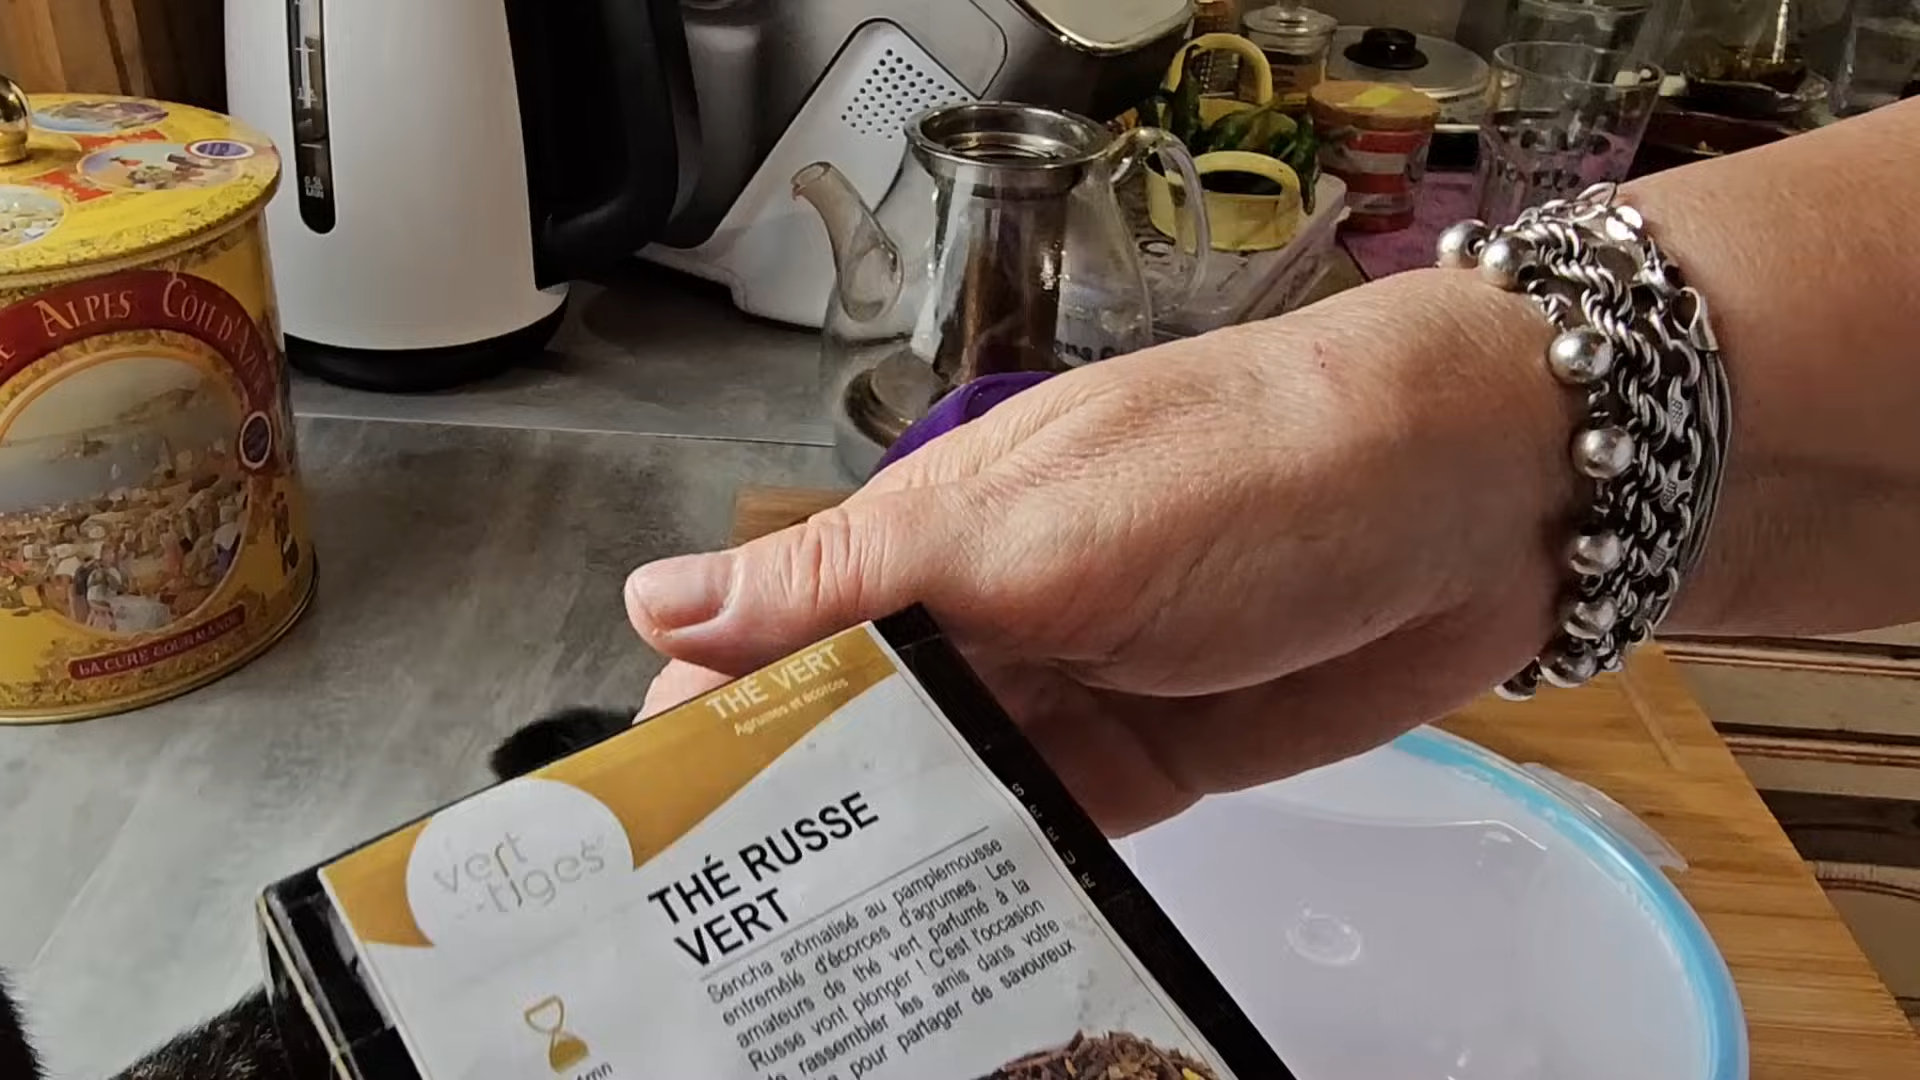 ALPES CÔTE D'AZUR
LA CURE GOURMANDE
THÉ VERT
Agrumes et écorces
vert
-tiges
THÉ RUSSE
VERT
Sencha arômatisé au pamplemousse
entremêlé d'écorces d'agrumes. Les
amateurs de thé vert parfumé à la
Russe vont plonger ! C'est l'occasion
de rassembler les amis dans votre
pour partager de savoureux